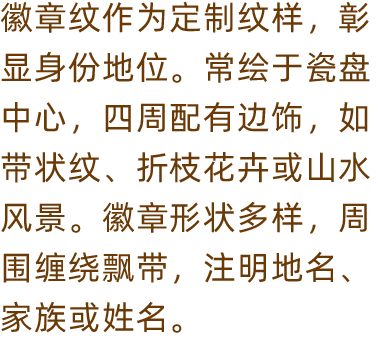 徽章纹作为定制纹样，彰
显身份地位。常绘于瓷盘
中心，四周配有边饰，如
带状纹、折枝花卉或山水
风景。徽章形状多样，周
围缠绕飘带，注明地名、
家族或姓名。